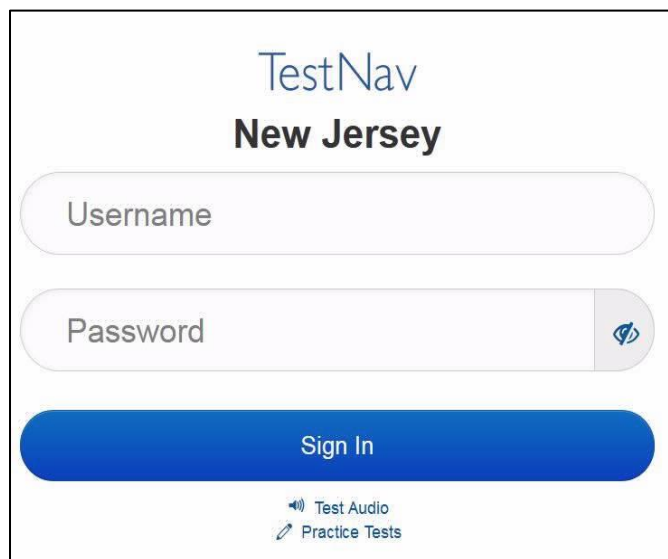 TestNav
New Jersey
Username
Password
Sign In
Test Audio
Practice Tests